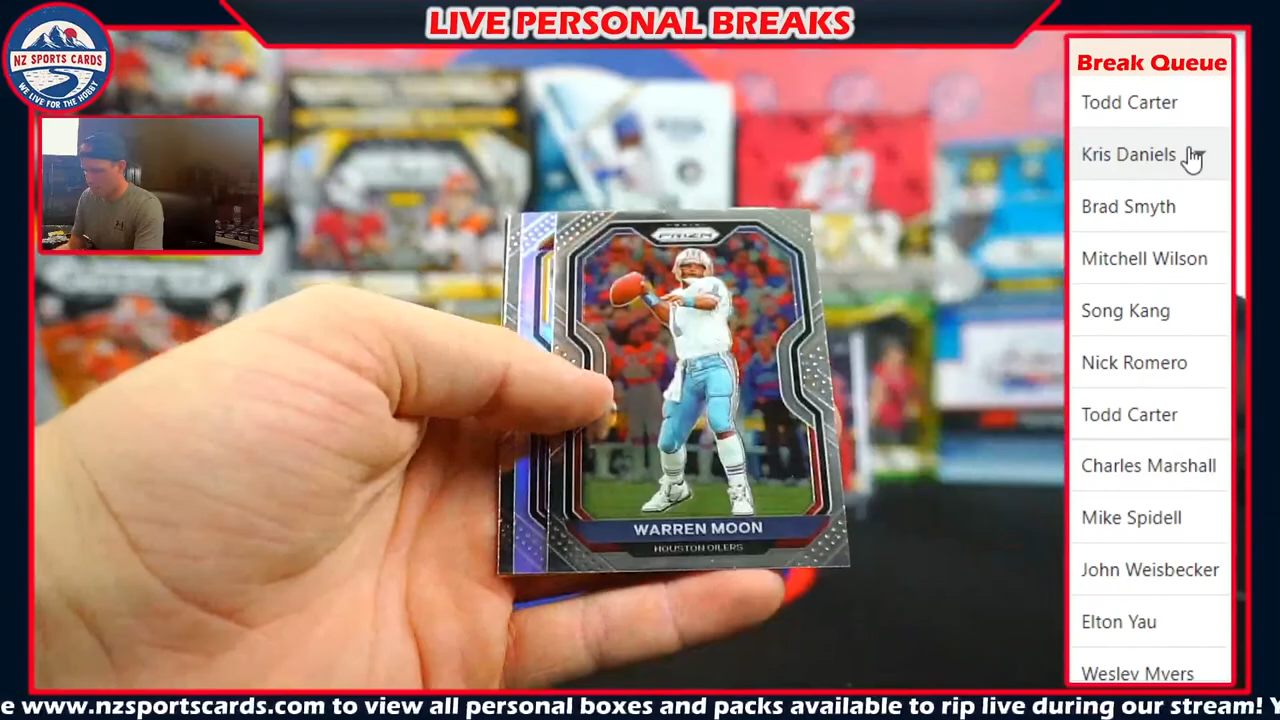 LIVE PERSONAL BREAKS
NZ SPORTS CARDS
WE LIVE FOR THE HOBBY
Break Queue
Todd Carter
Kris Daniels
Brad Smyth
Mitchell Wilson
Song Kang
Nick Romero
Todd Carter
Charles Marshall
Mike Spidell
John Weisbecker
Elton Yau
Wesley Myers
PRIZM
WARREN MOON
HOUSTON OILERS
e www.nzsportscards.com to view all personal boxes and packs available to rip live during our stream! Y